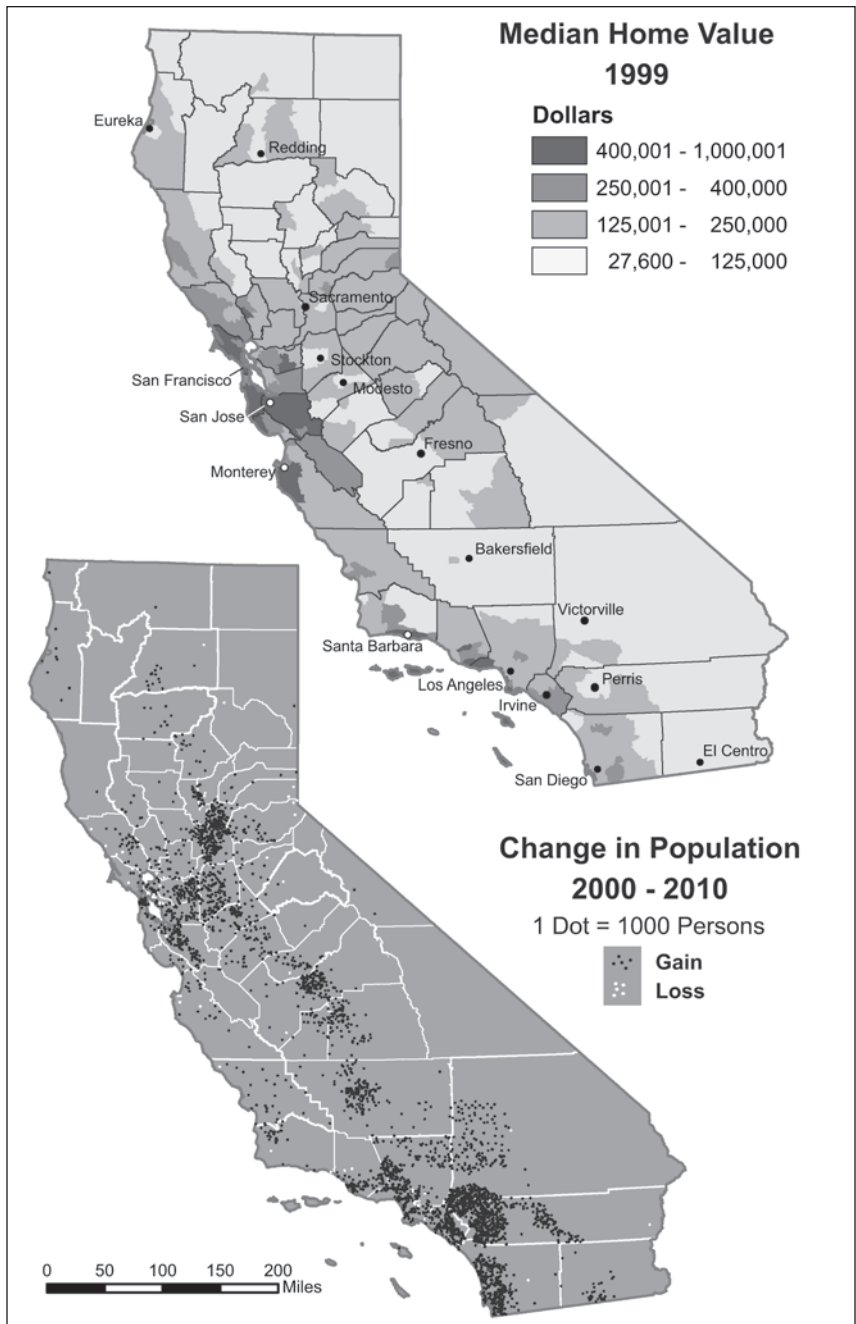 Median Home Value
1999
Dollars
400,001 - 1,000,001
250,001 - 400,000
125,001 - 250,000
27,600 - 125,000
Eureka
Redding
Sacramento
Stockton
San Francisco
Modesto
San Jose
Fresno
Monterey
Bakersfield
Victorville
Santa Barbara
Los Angeles
Perris
Irvine
El Centro
San Diego
Change in Population
2000 - 2010
1 Dot = 1000 Persons
Gain
Loss
0 50 100 150 200
Miles